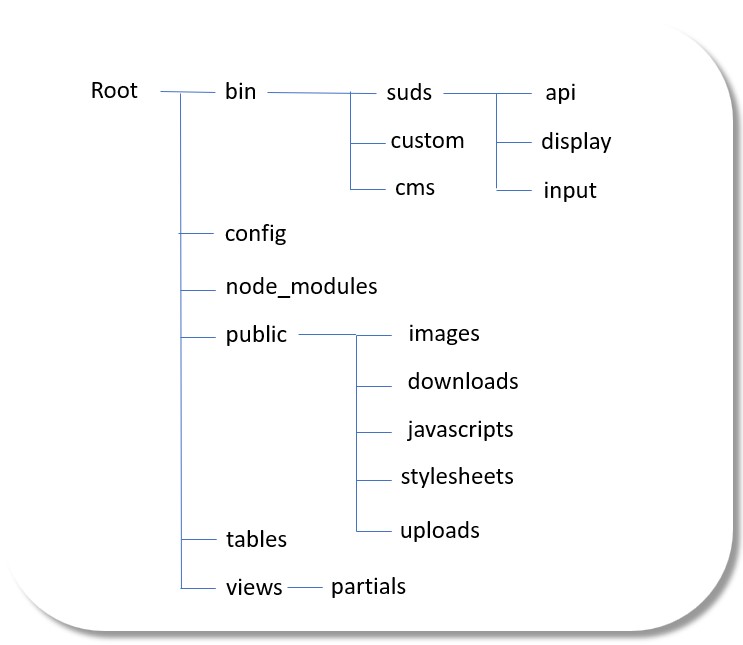 Root bin suds api
custom display
cms input
config
node_modules
public images
downloads
javascripts
stylesheets
uploads
tables
views partials